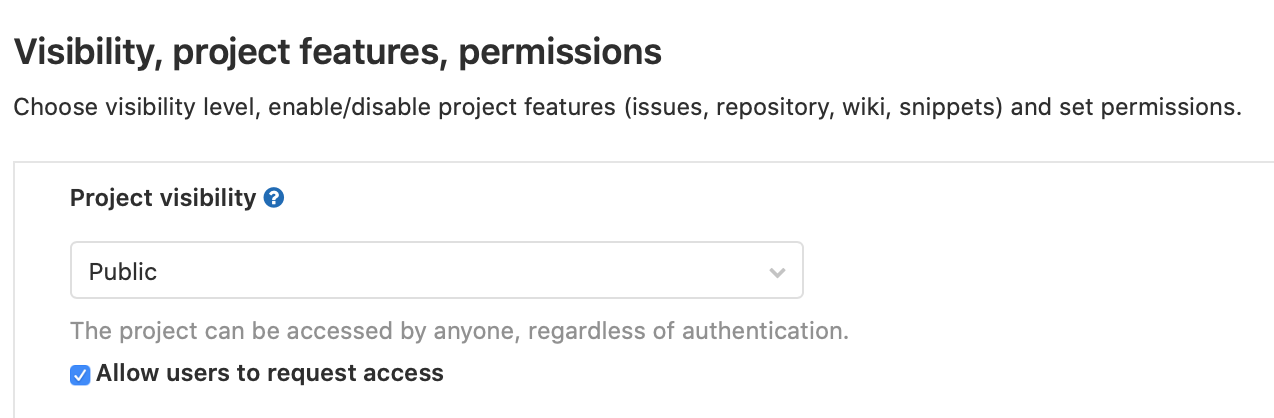 Visibility, project features, permissions
Choose visibility level, enable/disable project features (issues, repository, wiki, snippets) and set permissions.
Project visibility ?
Public
The project can be accessed by anyone, regardless of authentication.
Allow users to request access